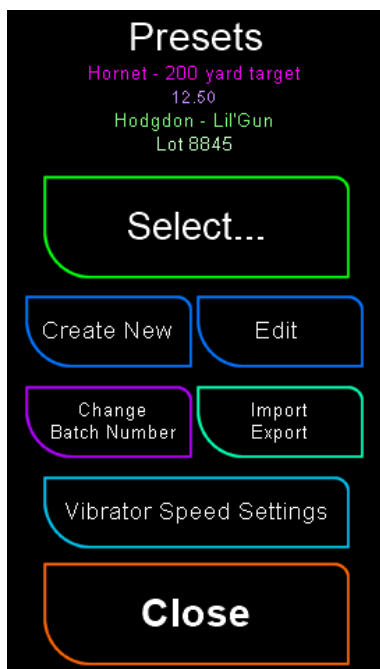 Presets
Hornet - 200 yard target
12.50
Hodgdon - Lil'Gun
Lot 8845
Select...
Create New
Edit
Change
Batch Number
Import
Export
Vibrator Speed Settings
Close